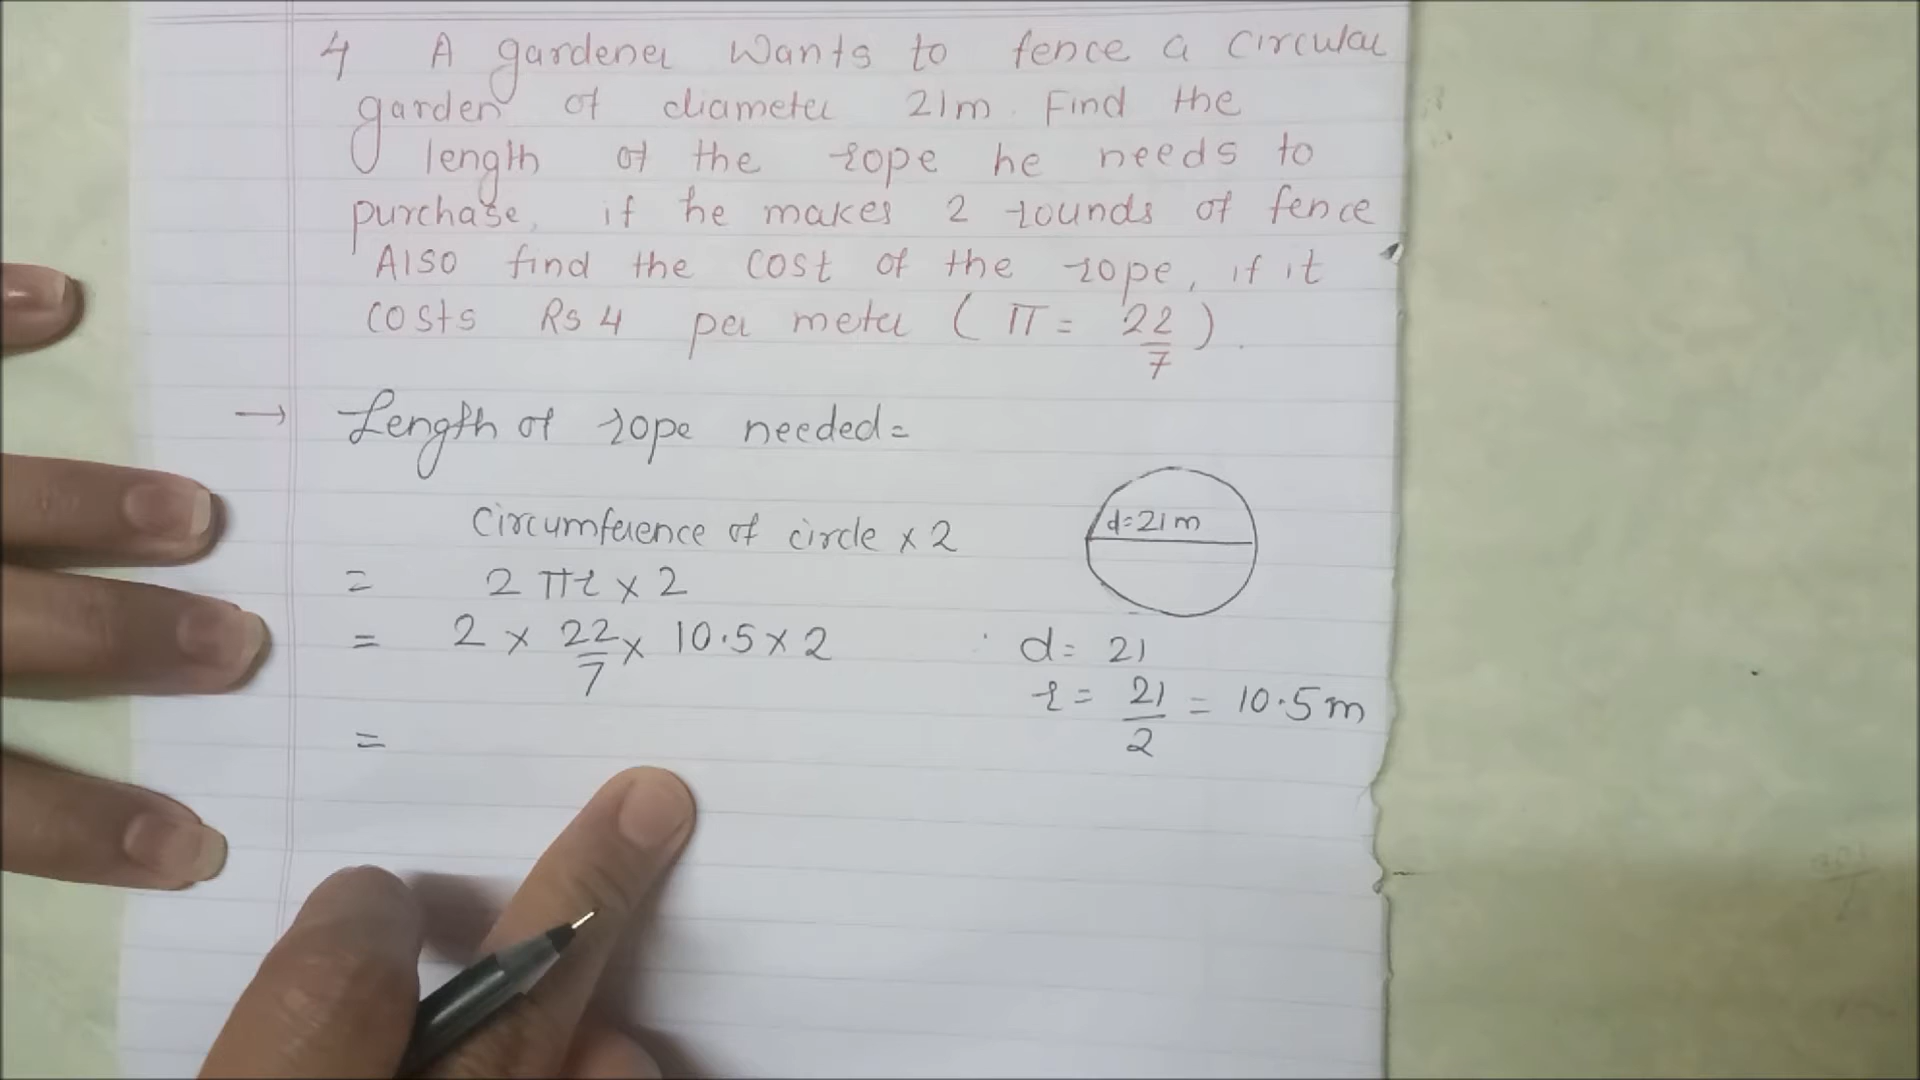 4 A gardener wants to fence a circular
garden of diameter 21m. Find the
length of the rope he needs to
purchase, if he makes 2 rounds of fence
Also find the cost of the rope, if it
costs Rs 4 per meter ( π = 22/7 ).
→ Length of rope needed =
d=21m
Circumference of circle x 2
= 2 πr x 2
= 2 x 22/7 x 10.5 x 2
d= 21
r = 21/2 = 10.5 m
=